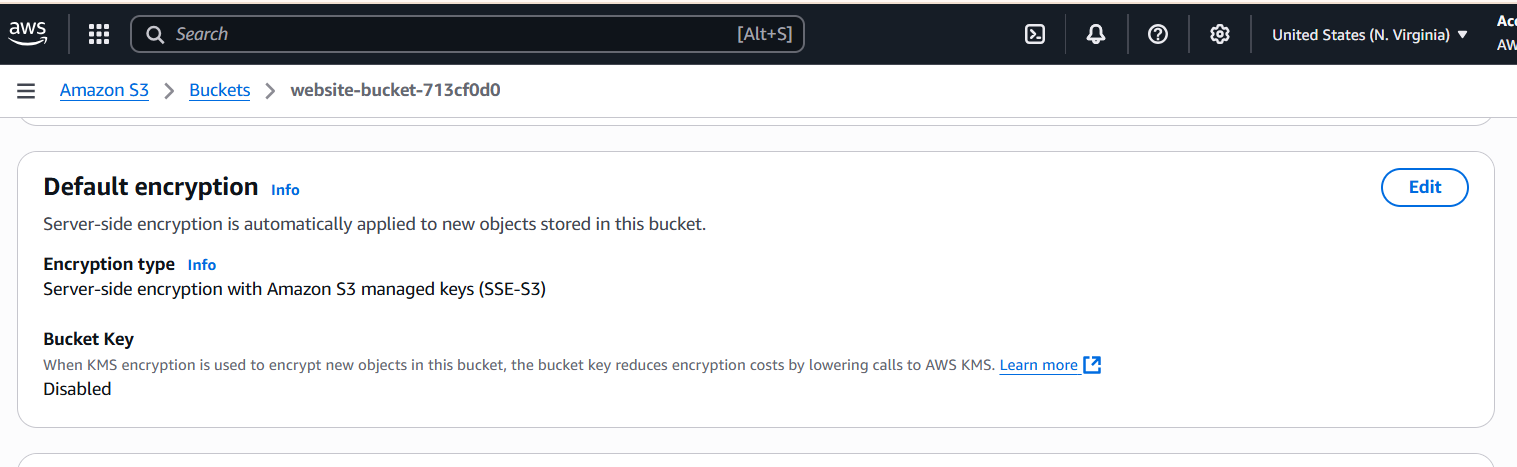 aws
Search [Alt+S]
United States (N. Virginia)
Amazon S3 Buckets website-bucket-713cf0d0
Default encryption Info
Edit
Server-side encryption is automatically applied to new objects stored in this bucket.
Encryption type Info
Server-side encryption with Amazon S3 managed keys (SSE-S3)
Bucket Key
When KMS encryption is used to encrypt new objects in this bucket, the bucket key reduces encryption costs by lowering calls to AWS KMS. Learn more
Disabled